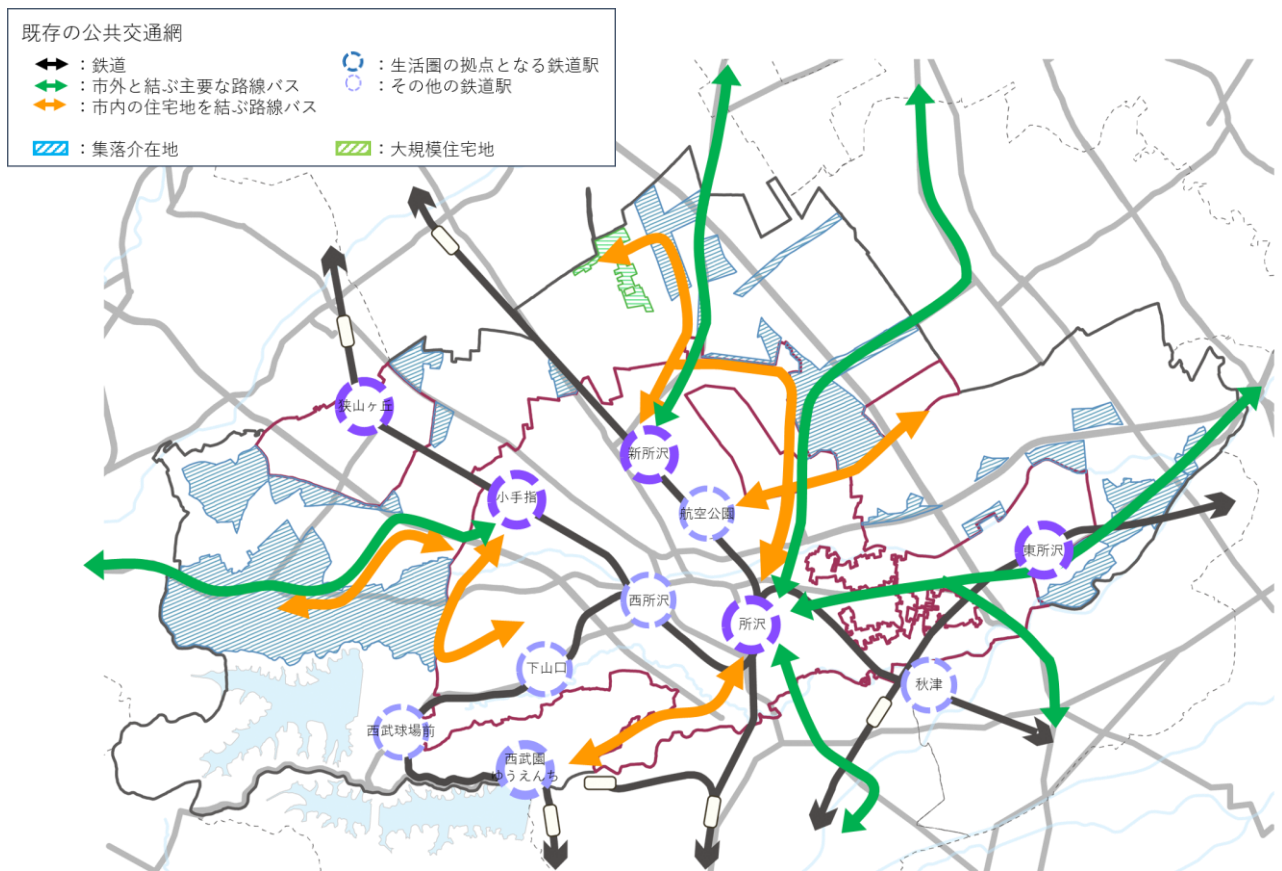 既存の公共交通網
：鉄道
：市外と結ぶ主要な路線バス
：市内の住宅地を結ぶ路線バス
：生活圏の拠点となる鉄道駅
：その他の鉄道駅
：集落介在地
：大規模住宅地
狭山ヶ丘
新所沢
小手指
航空公園
東所沢
西所沢
所沢
下山口
秋津
西武球場前
西武園
ゆうえんち